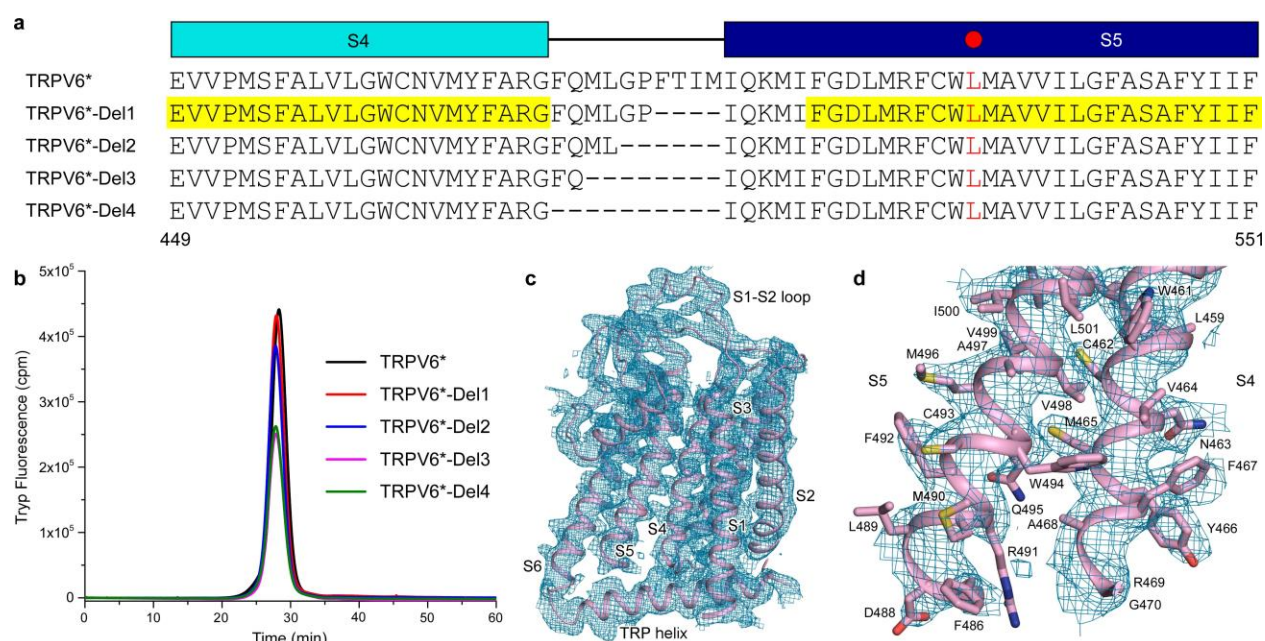 a
S4 S5
TRPV6* EVVPMSFALVLGWCNVMYFARGFQMLGPFTIMIQKMIFGDLMRFCWLMAVVILGFASAFYIIF
TRPV6*-Del1 EVVPMSFALVLGWCNVMYFARGFQMLGP----IQKMIFGDLMRFCWLMAVVILGFASAFYIIF
TRPV6*-Del2 EVVPMSFALVLGWCNVMYFARGFQML------IQKMIFGDLMRFCWLMAVVILGFASAFYIIF
TRPV6*-Del3 EVVPMSFALVLGWCNVMYFARGFQ--------IQKMIFGDLMRFCWLMAVVILGFASAFYIIF
TRPV6*-Del4 EVVPMSFALVLGWCNVMYFARG----------IQKMIFGDLMRFCWLMAVVILGFASAFYIIF
449 551
b
5x10⁵
4x10⁵
3x10⁵
2x10⁵
1x10⁵
0
Tryp Fluorescence (cpm)
0 10 20 30 40 50 60
Time (min)
TRPV6*
TRPV6*-Del1
TRPV6*-Del2
TRPV6*-Del3
TRPV6*-Del4
c
S1-S2 loop
S3
S2
S1
S4
S5
S6
TRP helix
d
W461
I500
L501
L459
V499
C462
A497
M496
S5
S4
V464
V498
C493
M465
N463
F492
F467
W494
M490
Q495
A468
Y466
L489
R491
R469
G470
D488
F486